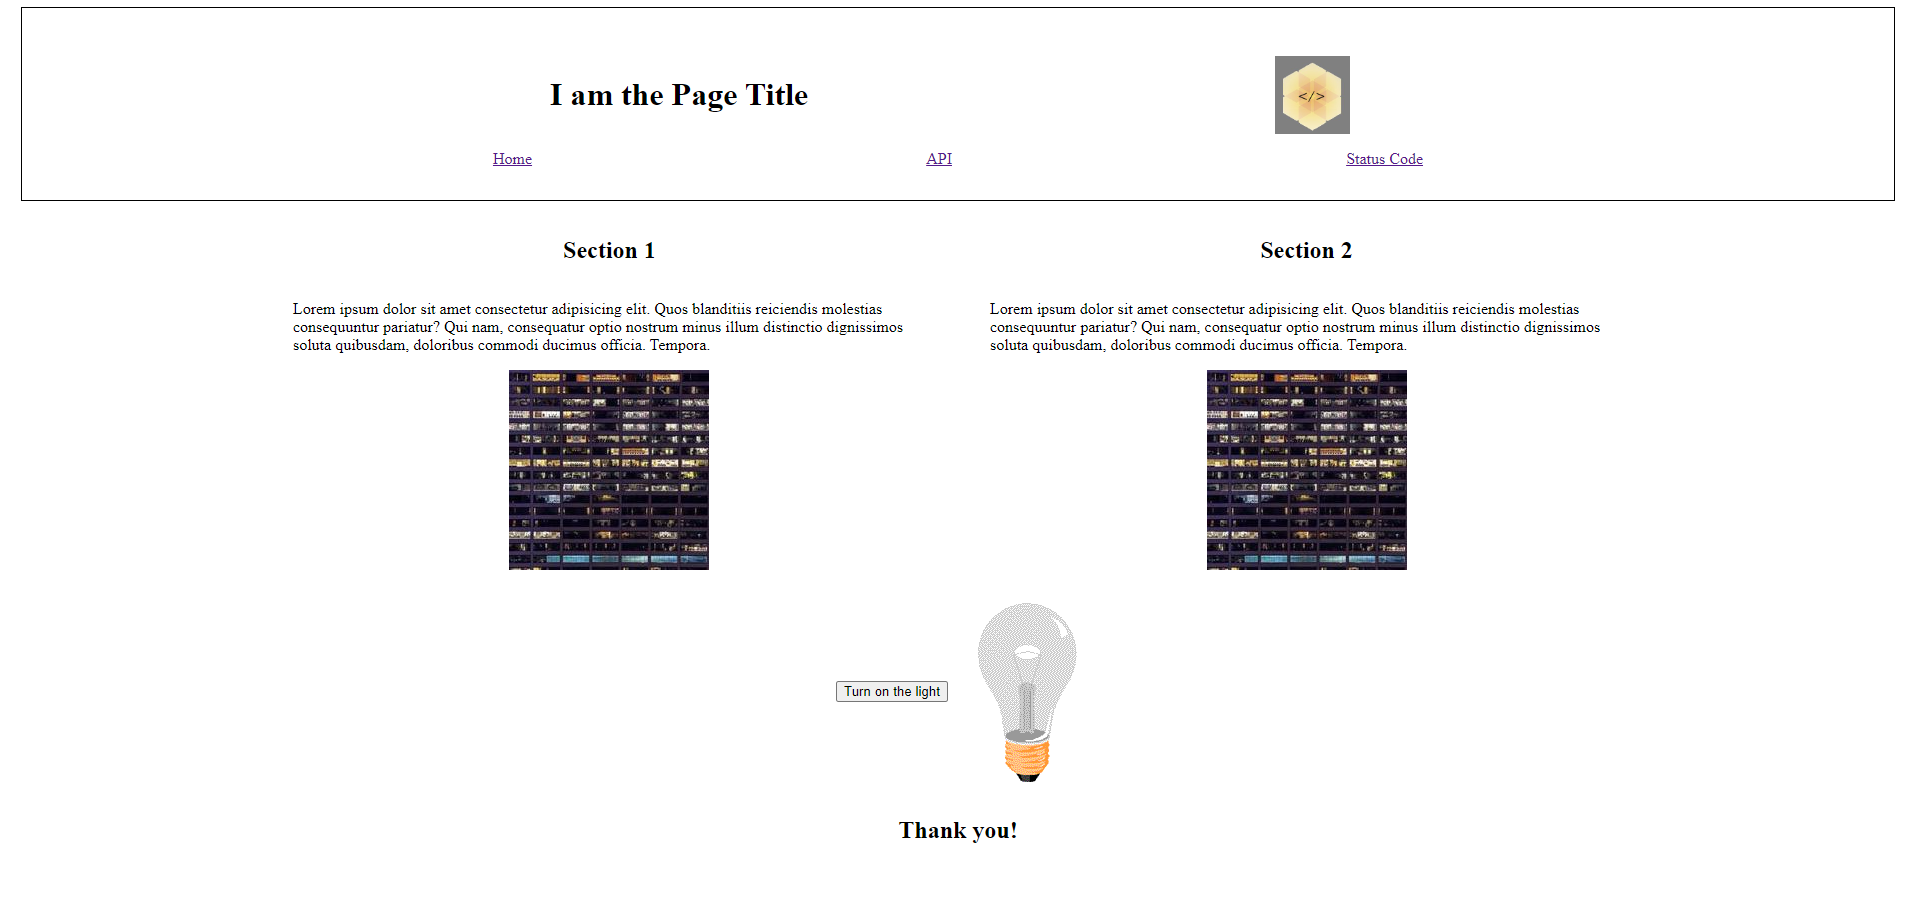 I am the Page Title
</>
Home
API
Status Code
Section 1
Lorem ipsum dolor sit amet consectetur adipisicing elit. Quos blanditiis reiciendis molestias
consequuntur pariatur? Qui nam, consequatur optio nostrum minus illum distinctio dignissimos
soluta quibusdam, doloribus commodi ducimus officia. Tempora.
Section 2
Lorem ipsum dolor sit amet consectetur adipisicing elit. Quos blanditiis reiciendis molestias
consequuntur pariatur? Qui nam, consequatur optio nostrum minus illum distinctio dignissimos
soluta quibusdam, doloribus commodi ducimus officia. Tempora.
Turn on the light
Thank you!